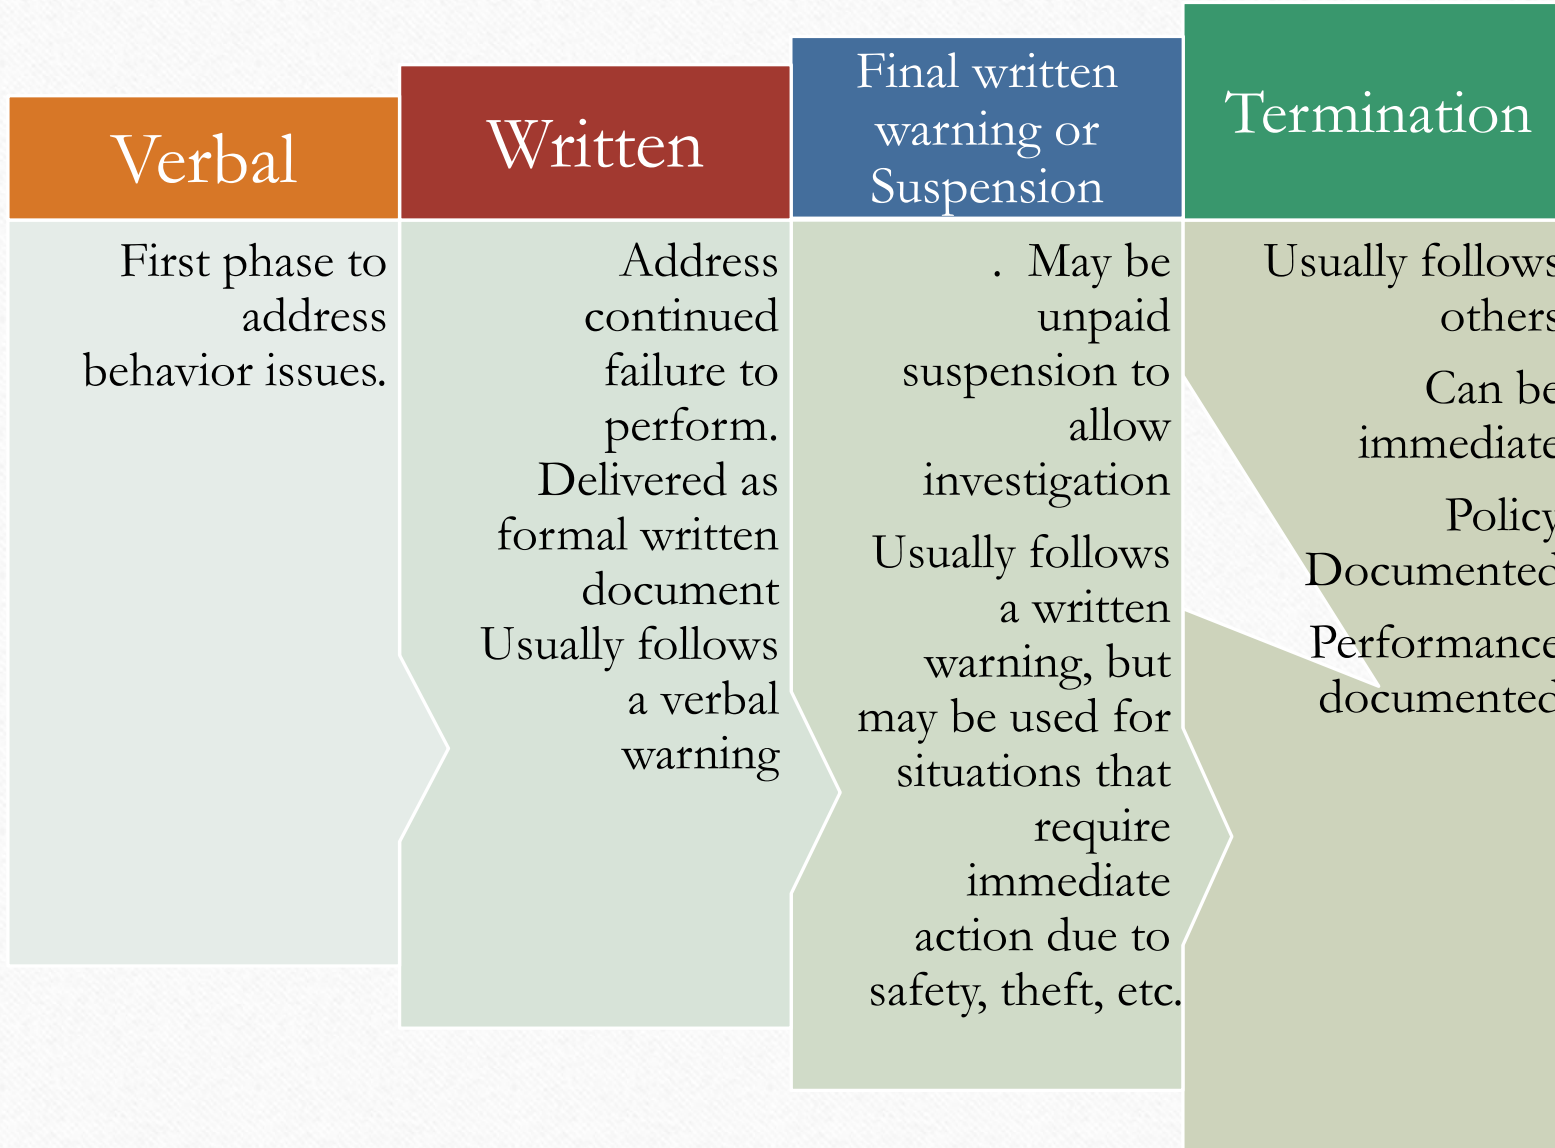 Verbal
First phase to
address
behavior issues.
Written
Address
continued
failure to
perform.
Delivered as
formal written
document
Usually follows
a verbal
warning
Final written
warning or
Suspension
.  May be
unpaid
suspension to
allow
investigation
Usually follows
a written
warning, but
may be used for
situations that
require
immediate
action due to
safety, theft, etc.
Termination
Usually follows
others
Can be
immediate
Policy
Documented
Performance
documented